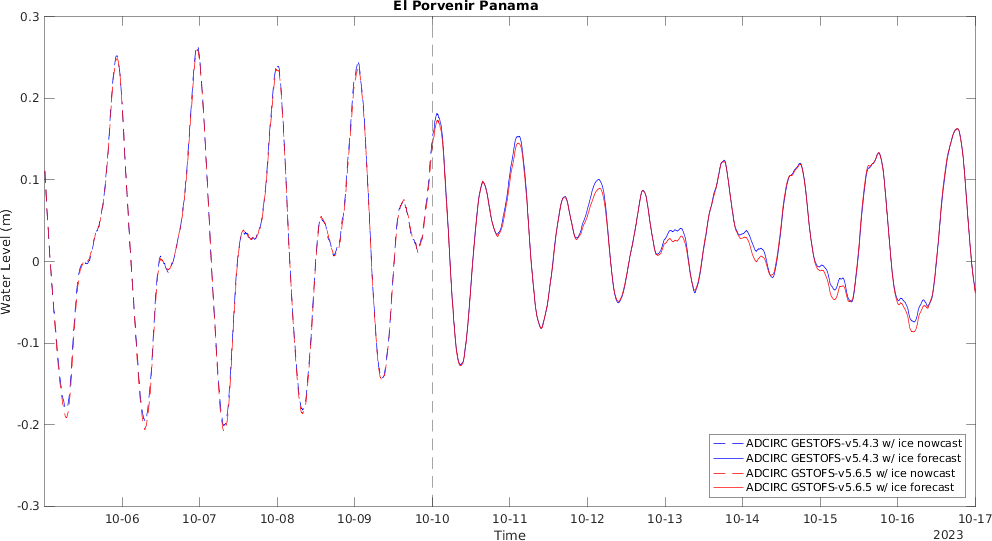 El Porvenir Panama
0.3
0.2
0.1
0
-0.1
-0.2
-0.3
Water Level (m)
10-06
10-07
10-08
10-09
10-10
10-11
10-12
10-13
10-14
10-15
10-16
10-17
Time
2023
ADCIRC GESTOFS-v5.4.3 w/ ice nowcast
ADCIRC GESTOFS-v5.4.3 w/ ice forecast
ADCIRC GSTOFS-v5.6.5 w/ ice nowcast
ADCIRC GSTOFS-v5.6.5 w/ ice forecast